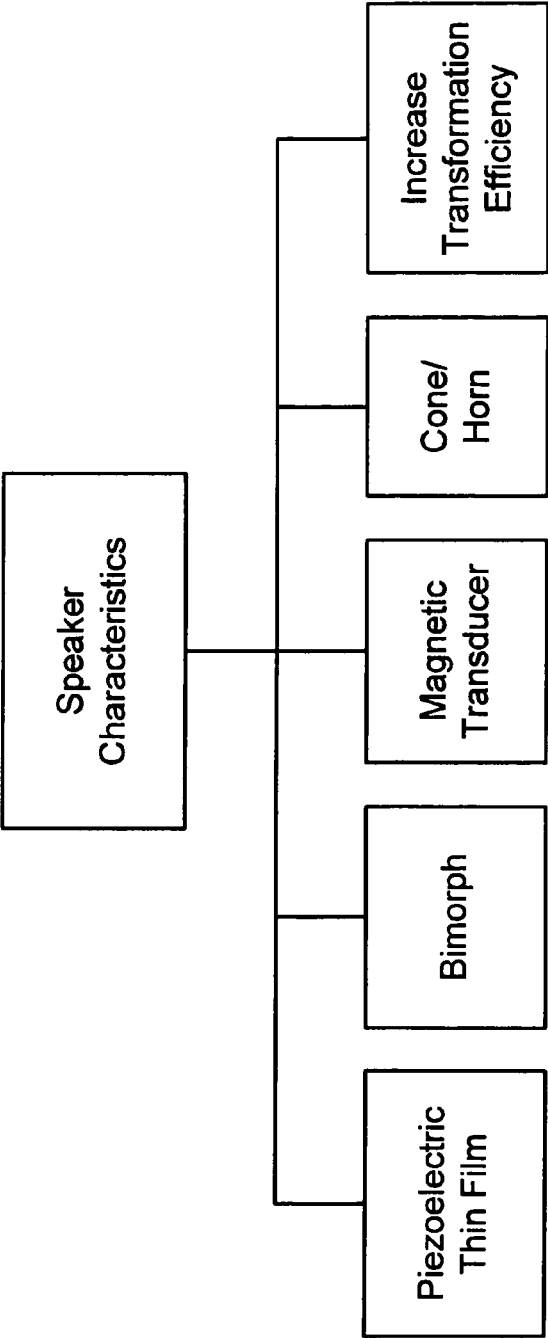 Speaker
Characteristics
Piezoelectric
Thin Film
Bimorph
Magnetic
Transducer
Cone/
Horn
Increase
Transformation
Efficiency